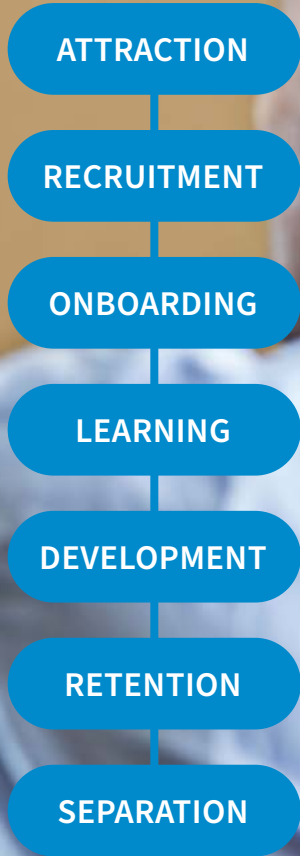 ATTRACTION
RECRUITMENT
ONBOARDING
LEARNING
DEVELOPMENT
RETENTION
SEPARATION